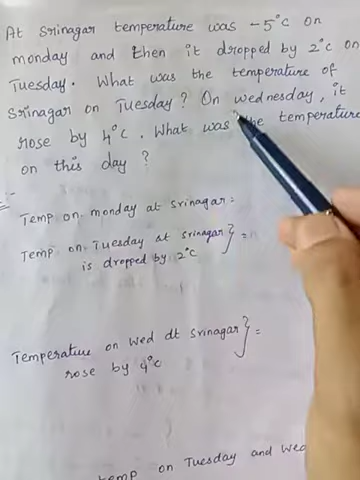 At Srinagar temperature was -5°C on
monday and then it dropped by 2°C on
Tuesday. What was the temperature of
Srinagar on Tuesday? On wednesday, it
rose by 4°C. What was the temperature
on this day?
Temp on monday at Srinagar =
Temp on Tuesday at Srinagar } =
is dropped by 2°C
Temperature on Wed at Srinagar } =
rose by 4°C
temp on Tuesday and Wed